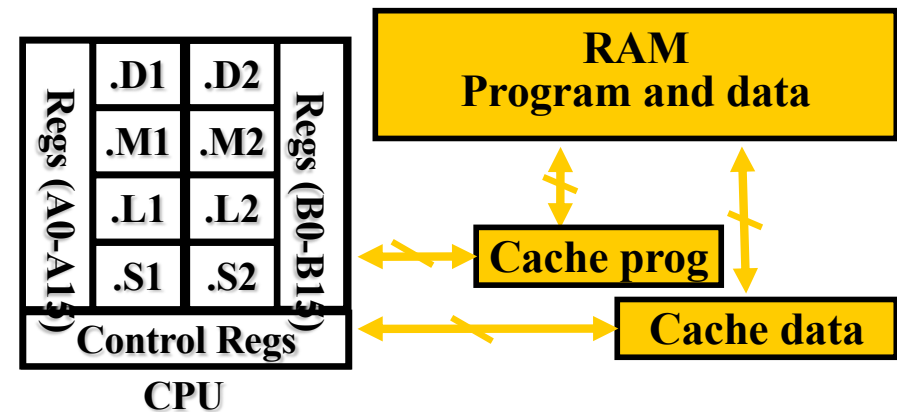 Regs (A0-A15)
.D1 .D2
.M1 .M2
.L1 .L2
.S1 .S2
Regs (B0-B15)
Control Regs
CPU
RAM
Program and data
Cache prog
Cache data